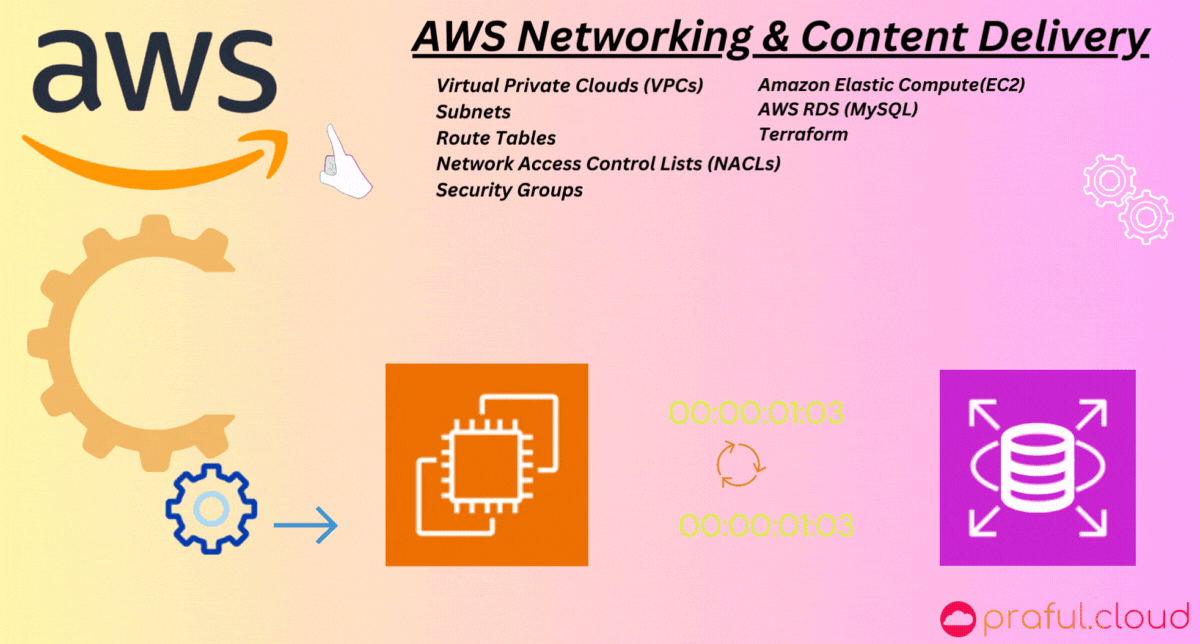 aws
AWS Networking & Content Delivery
Virtual Private Clouds (VPCs)
Subnets
Route Tables
Network Access Control Lists (NACLs)
Security Groups
Amazon Elastic Compute(EC2)
AWS RDS (MySQL)
Terraform
00:00:01:03
00:00:01:03
praful.cloud